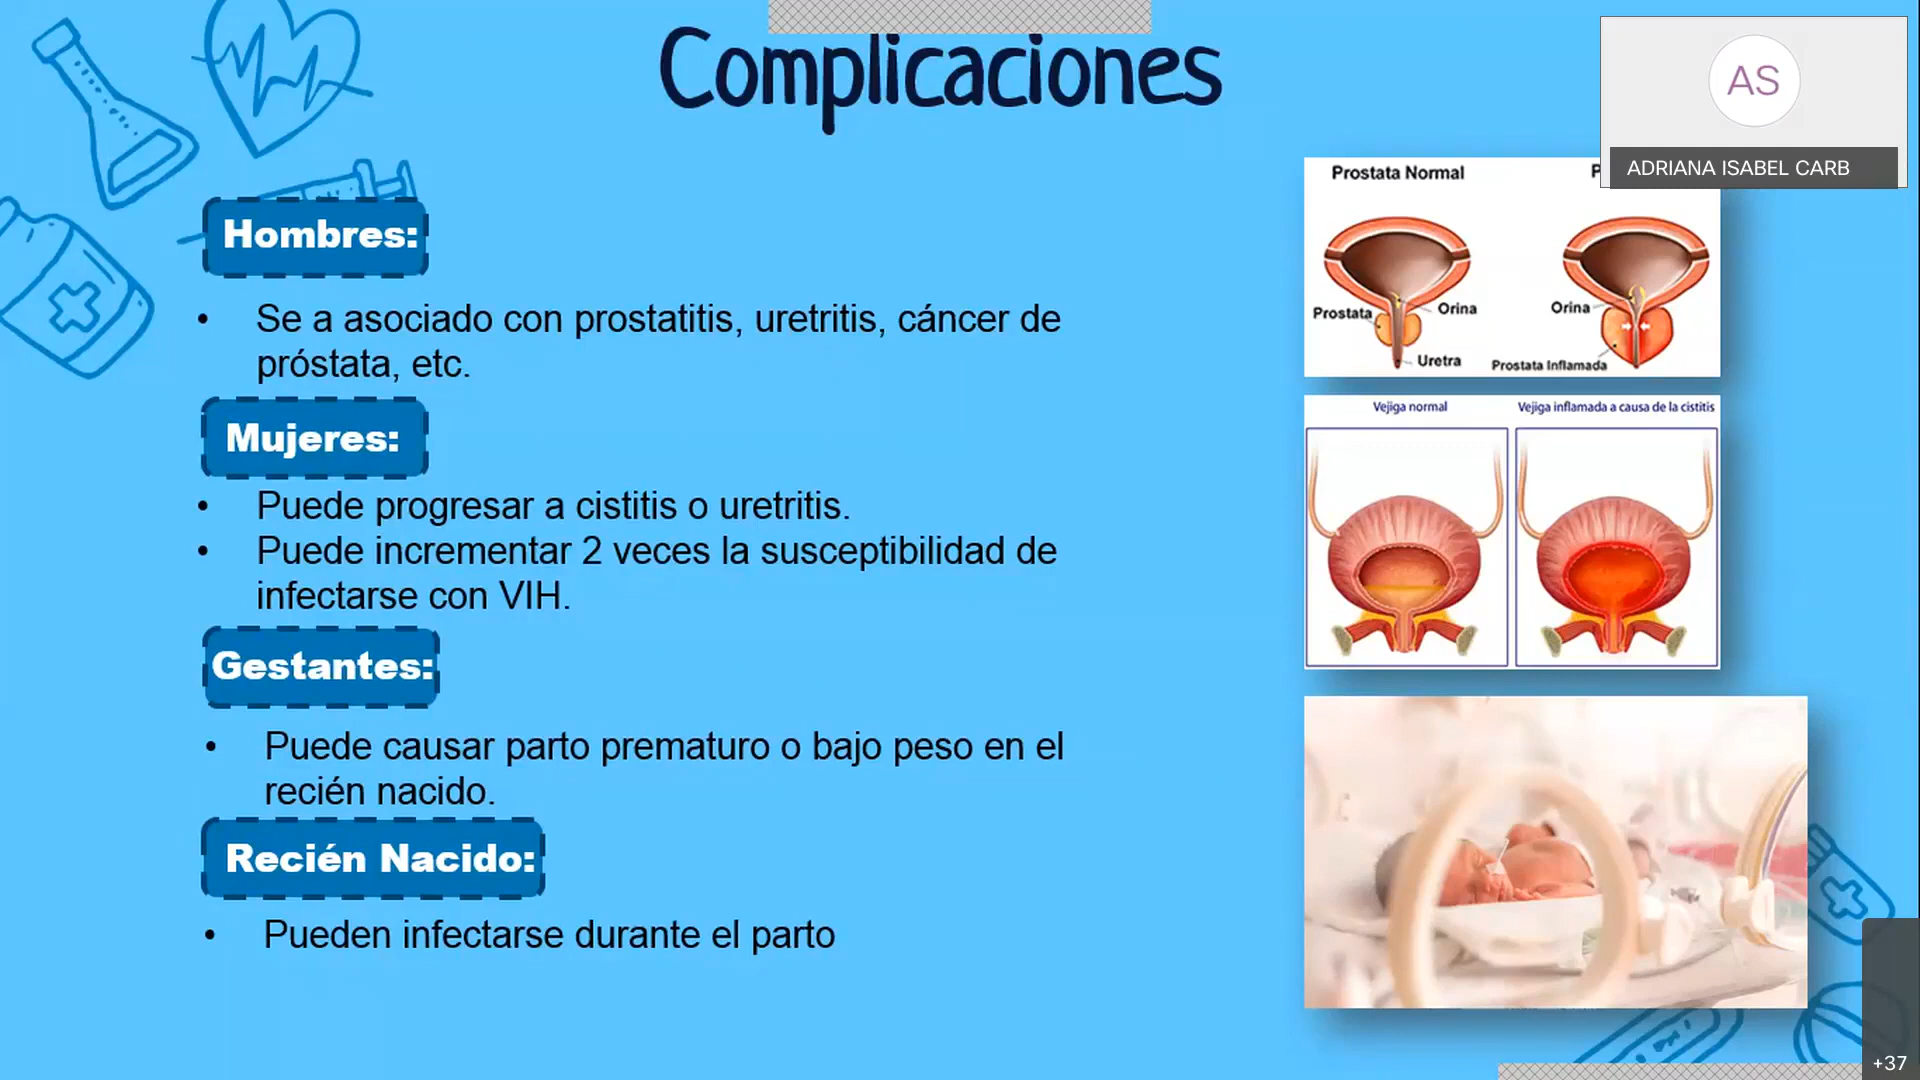 Complicaciones
AS
ADRIANA ISABEL CARB
Hombres:
• Se a asociado con prostatitis, uretritis, cáncer de
próstata, etc.
Mujeres:
• Puede progresar a cistitis o uretritis.
• Puede incrementar 2 veces la susceptibilidad de
infectarse con VIH.
Gestantes:
• Puede causar parto prematuro o bajo peso en el
recién nacido.
Recién Nacido:
• Pueden infectarse durante el parto
Prostata Normal
Prostata
Orina
Uretra
Orina
Prostata Inflamada
Vejiga normal
Vejiga inflamada a causa de la cistitis
+37